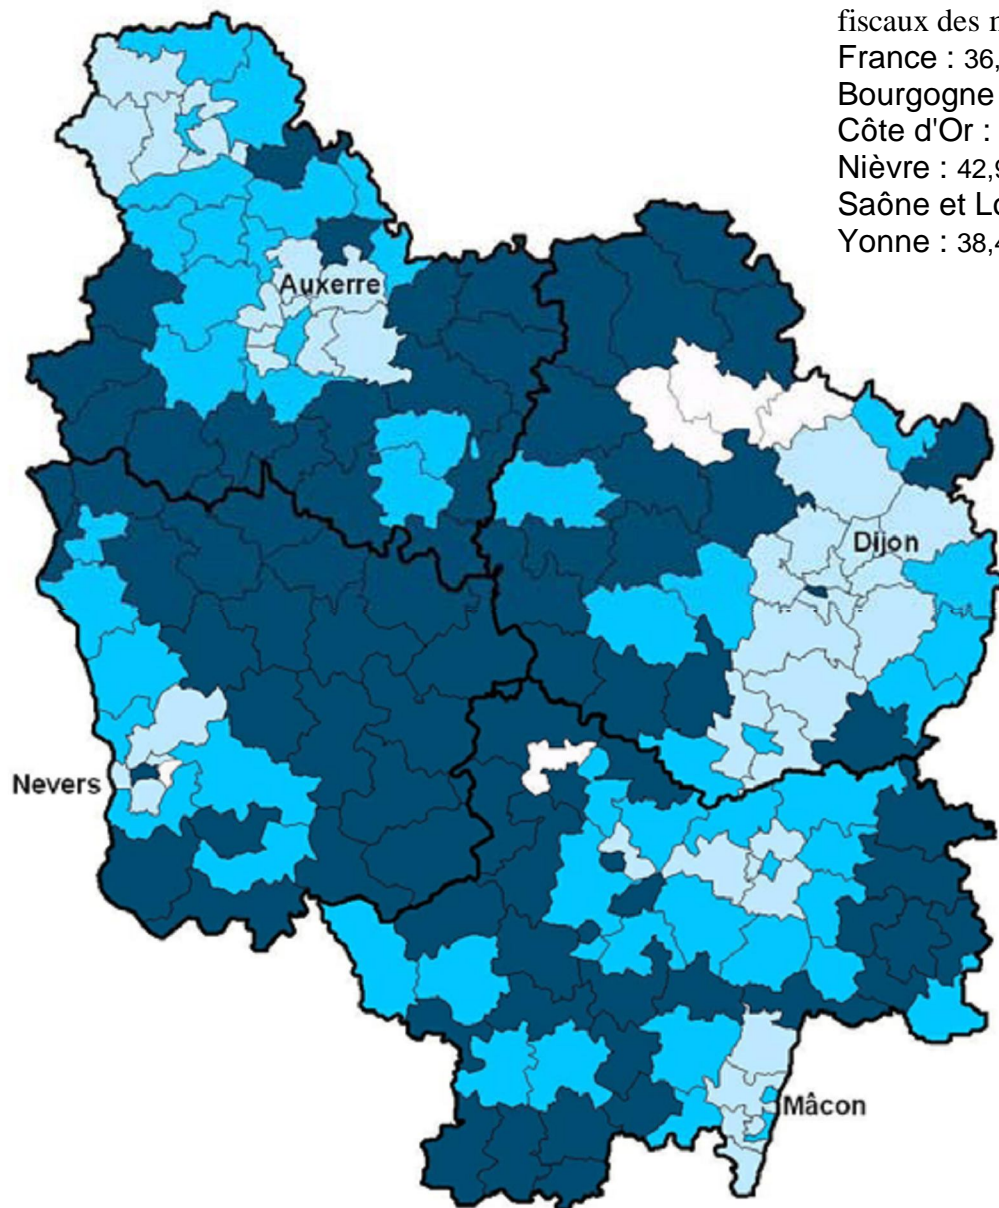 fiscaux des
France : 36,
Bourgogne
Côte d'Or :
Nièvre : 42,9
Saône et
Yonne : 38,4
Auxerre
Dijon
Nevers
Mâcon